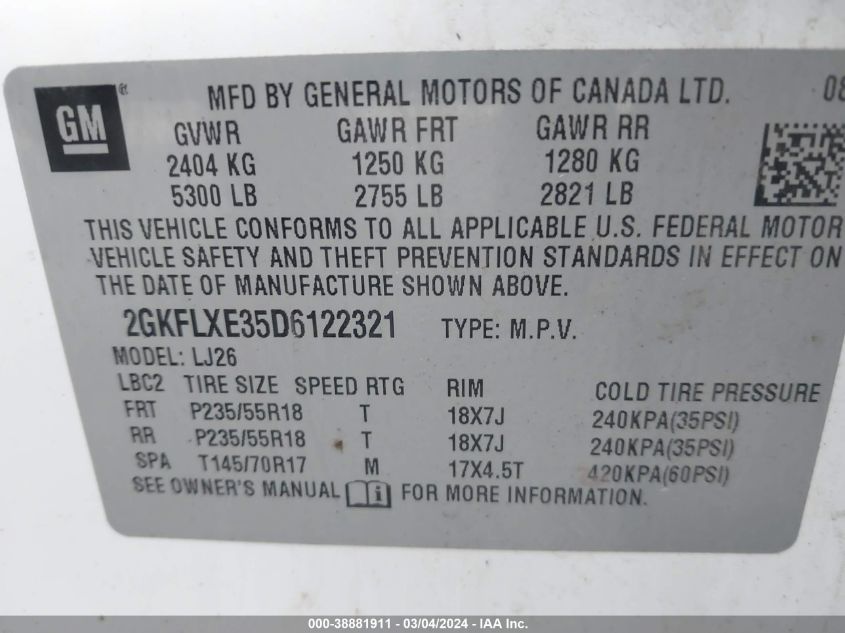 GM ® MFD BY GENERAL MOTORS OF CANADA LTD. 08
GVWR GAWR FRT GAWR RR
2404 KG 1250 KG 1280 KG
5300 LB 2755 LB 2821 LB
THIS VEHICLE CONFORMS TO ALL APPLICABLE U.S. FEDERAL MOTOR
VEHICLE SAFETY AND THEFT PREVENTION STANDARDS IN EFFECT ON
THE DATE OF MANUFACTURE SHOWN ABOVE.
2GKFLXE35D6122321 TYPE: M.P.V.
MODEL: LJ26
LBC2 TIRE SIZE SPEED RTG RIM COLD TIRE PRESSURE
FRT P235/55R18 T 18X7J 240KPA(35PSI)
RR P235/55R18 T 18X7J 240KPA(35PSI)
SPA T145/70R17 M 17X4.5T 420KPA(60PSI)
SEE OWNER'S MANUAL FOR MORE INFORMATION.
000-38881911 - 03/04/2024 - IAA Inc.